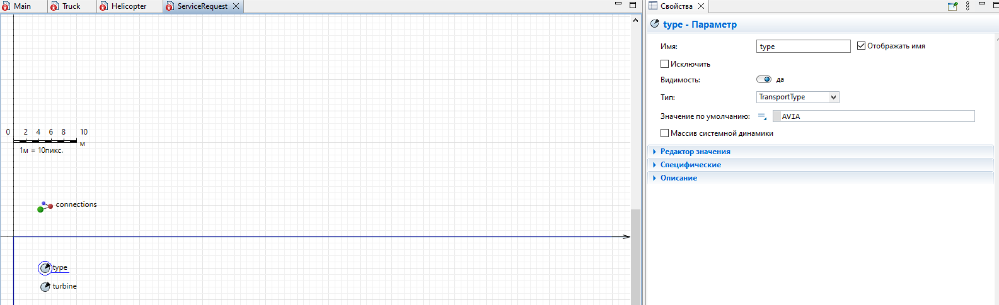 Main
Truck
Helicopter
ServiceRequest
0 2 4 6 8 10
м
1м = 10пикс.
connections
type
turbine
Свойства
type - Параметр
Имя: type Отображать имя
Исключить
Видимость: да
Тип: TransportType
Значение по умолчанию: AVIA
Массив системной динамики
Редактор значения
Специфические
Описание